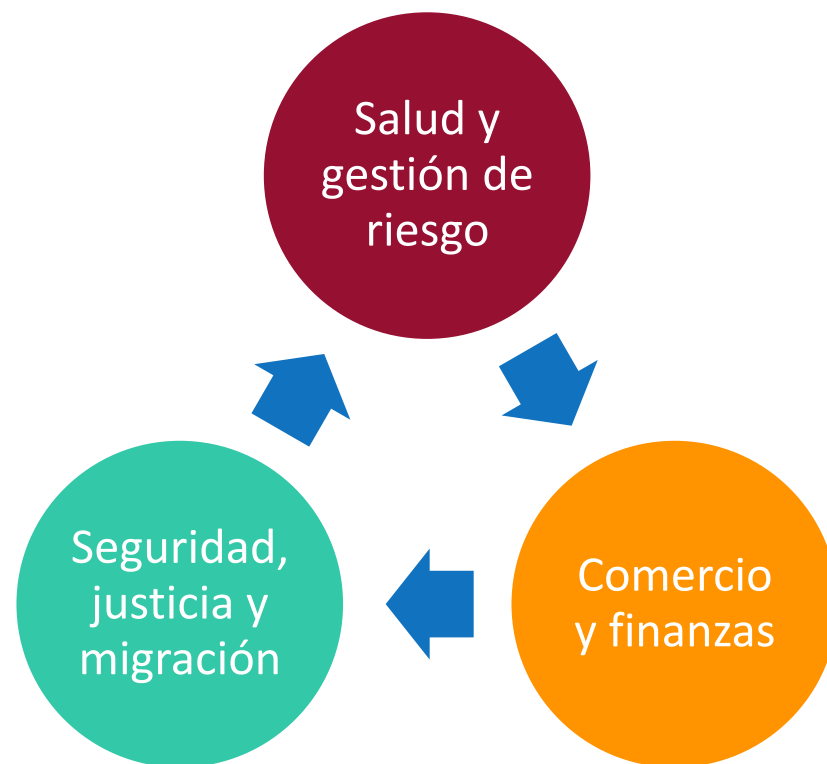 Salud y
gestión de
riesgo
Comercio
y finanzas
Seguridad,
justicia y
migración